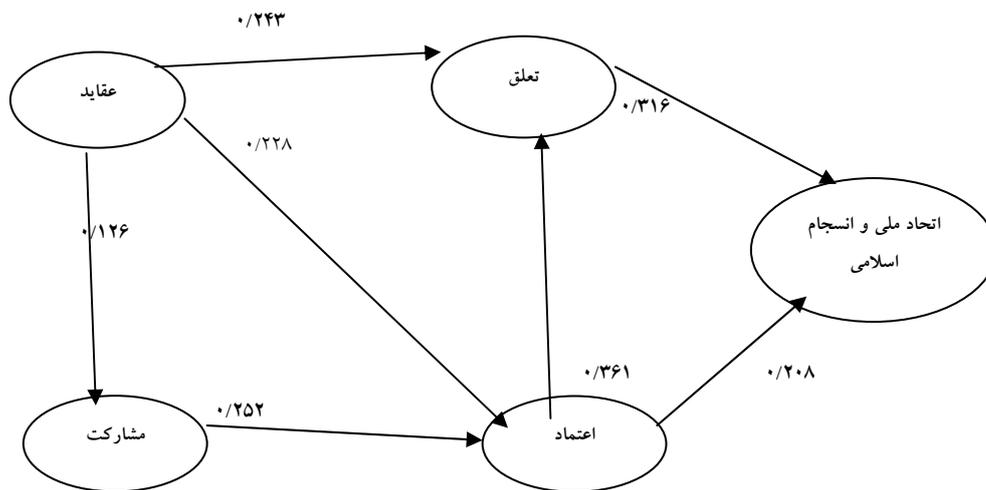 ۰/۲۴۳
تعلق
عقاید
۰/۳۱۶
۰/۲۲۸
اتحاد ملی و انسجام
اسلامی
۰/۱۲۶
۰/۳۶۱
۰/۲۰۸
۰/۲۵۲
اعتماد
مشارکت